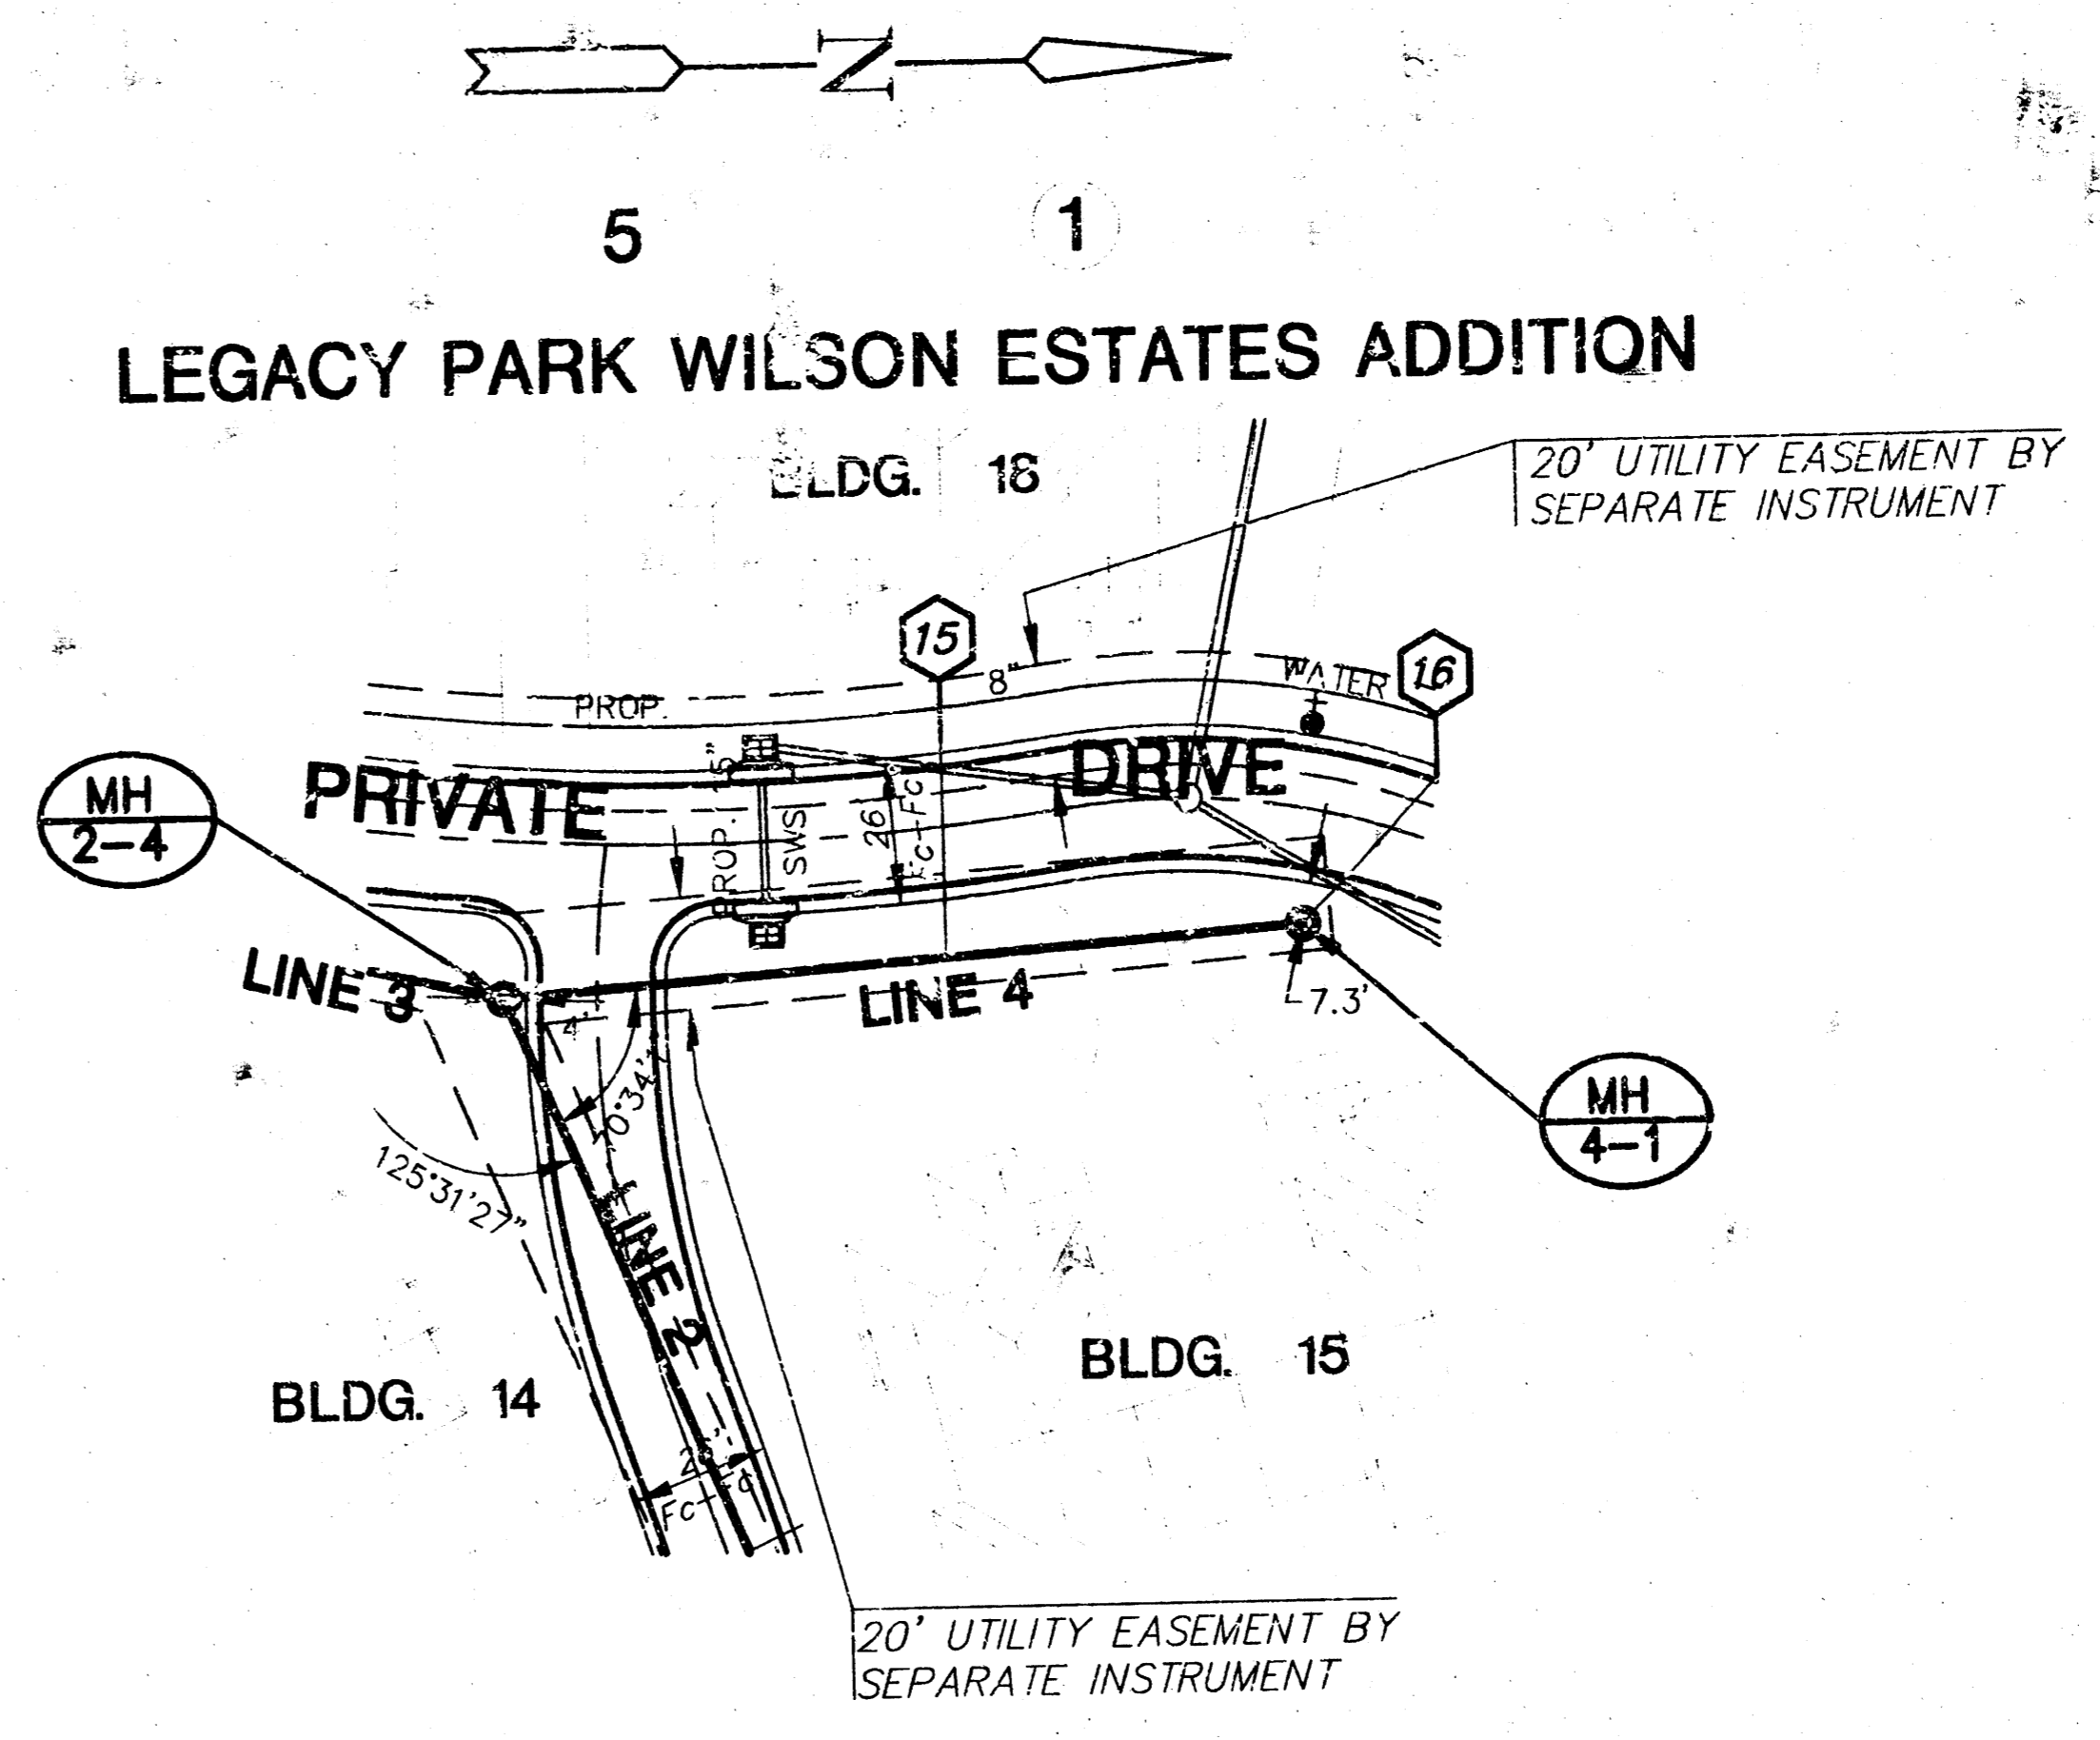 N
5 1
LEGACY PARK WILSON ESTATES ADDITION
BLDG. 18
20' UTILITY EASEMENT BY
SEPARATE INSTRUMENT
15
16
8"
WATER
PROP.
PRIVATE DRIVE
SWS
26'
FC-FC
MH
2-4
LINE 3
LINE 4
7.3'
4'
MH
4-1
125°31'27"
LINE 2
BLDG. 15
BLDG. 14
FC-FC
20' UTILITY EASEMENT BY
SEPARATE INSTRUMENT